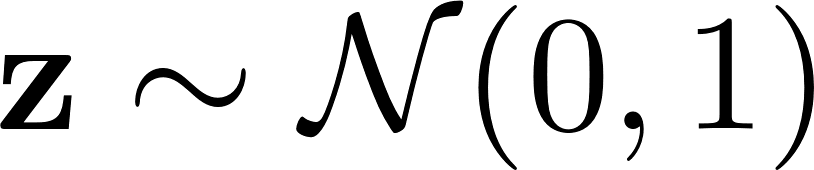 𝐳 ∼ 𝒩(0, 1)